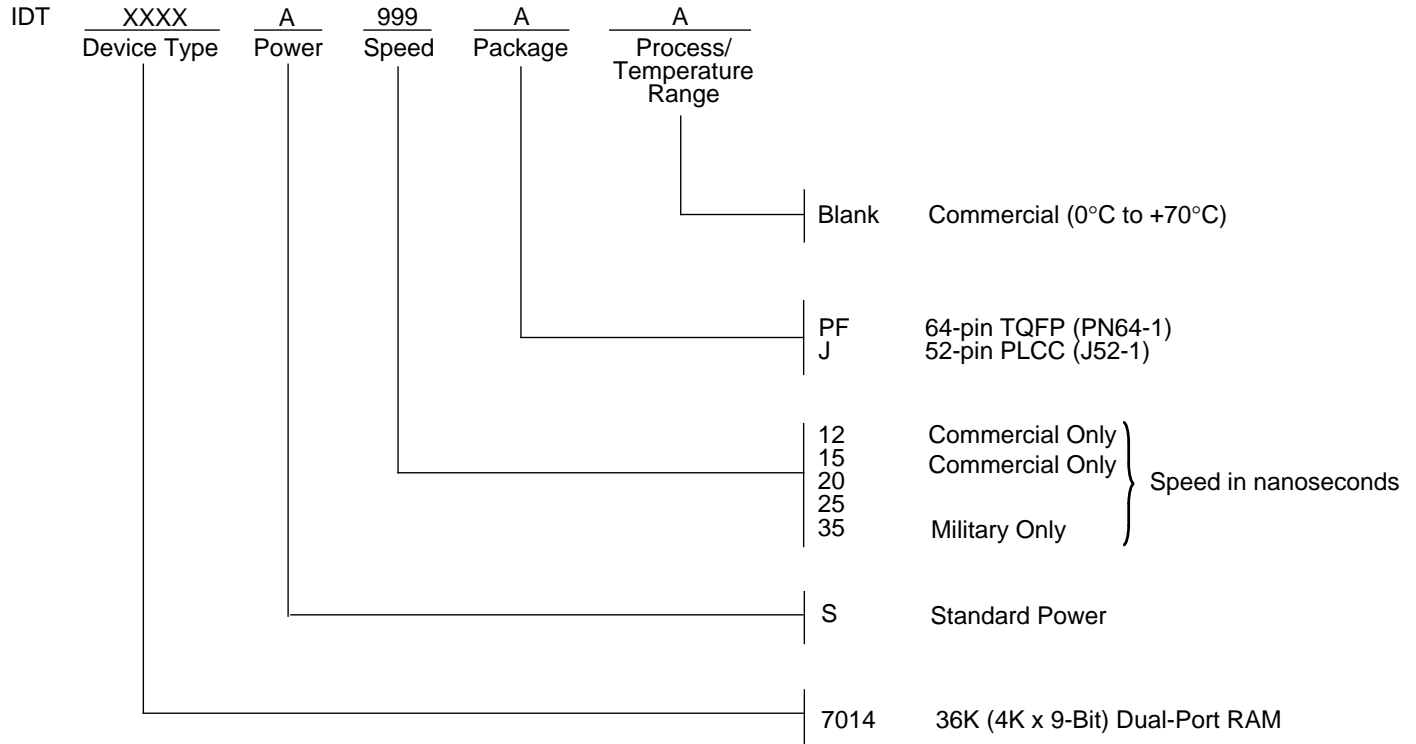 IDT XXXX A 999 A A
Device Type Power Speed Package Process/
Temperature
Range
Blank Commercial (0°C to +70°C)
PF 64-pin TQFP (PN64-1)
J 52-pin PLCC (J52-1)
12 Commercial Only
15 Commercial Only
20
25
35 Military Only
Speed in nanoseconds
S Standard Power
7014 36K (4K x 9-Bit) Dual-Port RAM